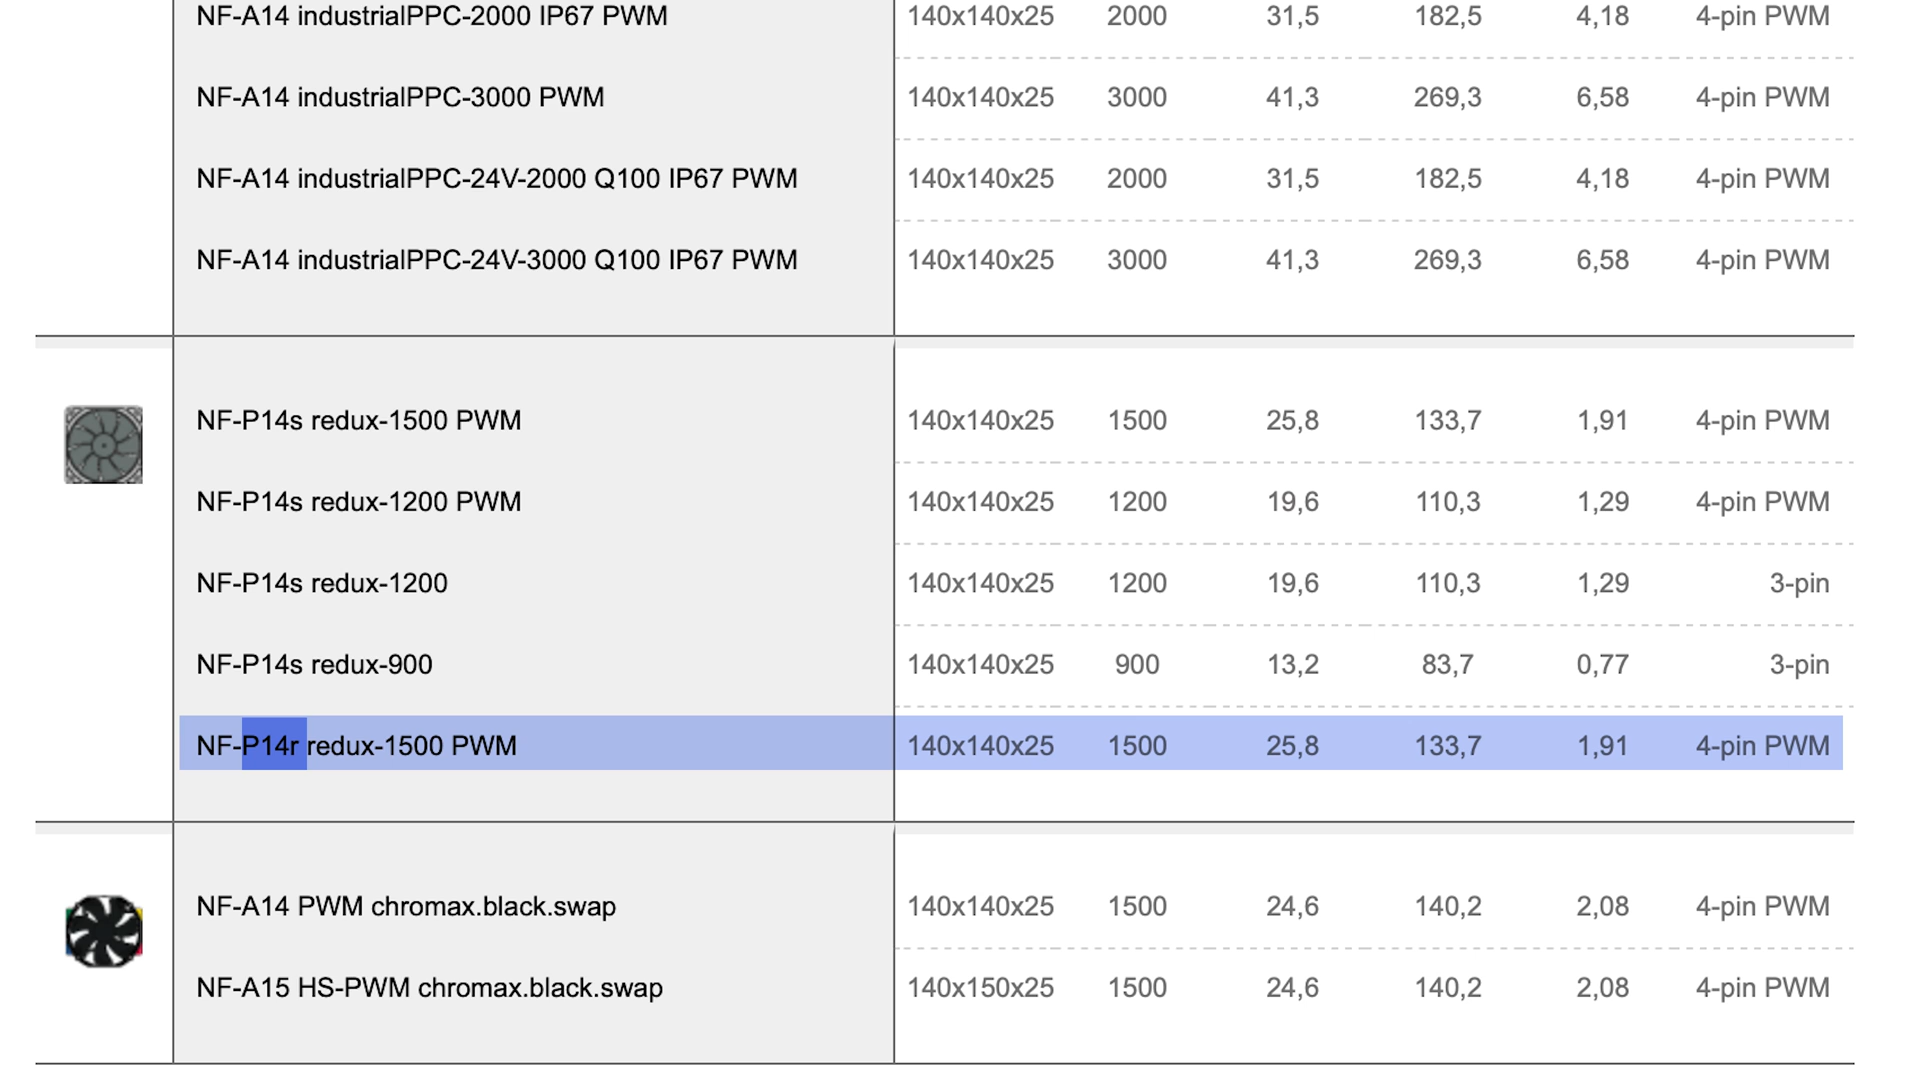 NF-A14 industrialPPC-2000 IP67 PWM 140x140x25 2000 31,5 182,5 4,18 4-pin PWM
NF-A14 industrialPPC-3000 PWM 140x140x25 3000 41,3 269,3 6,58 4-pin PWM
NF-A14 industrialPPC-24V-2000 Q100 IP67 PWM 140x140x25 2000 31,5 182,5 4,18 4-pin PWM
NF-A14 industrialPPC-24V-3000 Q100 IP67 PWM 140x140x25 3000 41,3 269,3 6,58 4-pin PWM
NF-P14s redux-1500 PWM 140x140x25 1500 25,8 133,7 1,91 4-pin PWM
NF-P14s redux-1200 PWM 140x140x25 1200 19,6 110,3 1,29 4-pin PWM
NF-P14s redux-1200 140x140x25 1200 19,6 110,3 1,29 3-pin
NF-P14s redux-900 140x140x25 900 13,2 83,7 0,77 3-pin
NF-P14r redux-1500 PWM 140x140x25 1500 25,8 133,7 1,91 4-pin PWM
NF-A14 PWM chromax.black.swap 140x140x25 1500 24,6 140,2 2,08 4-pin PWM
NF-A15 HS-PWM chromax.black.swap 140x150x25 1500 24,6 140,2 2,08 4-pin PWM